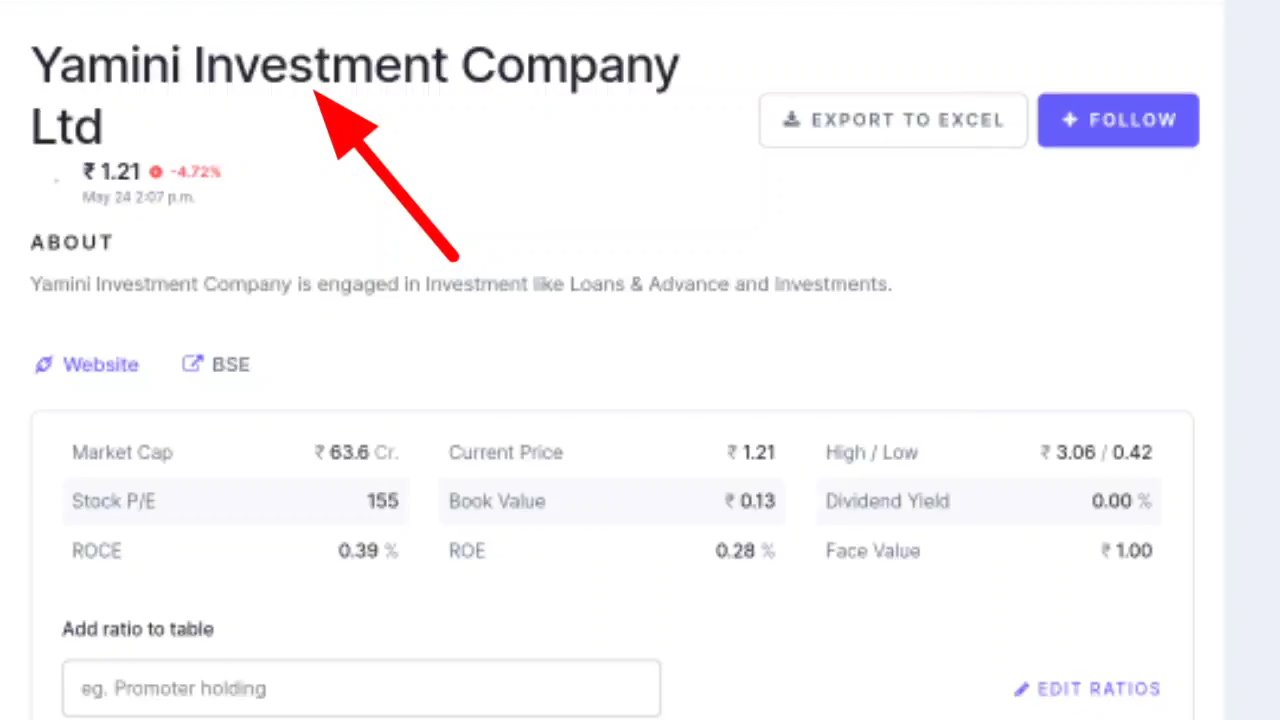 Yamini Investment Company
Ltd
₹ 1.21 -4.72%
May 24 2:07 p.m.
EXPORT TO EXCEL
FOLLOW
ABOUT
Yamini Investment Company is engaged in Investment like Loans & Advance and Investments.
Website BSE
Market Cap ₹ 63.6 Cr. Current Price ₹ 1.21 High / Low ₹ 3.06 / 0.42
Stock P/E 155 Book Value ₹ 0.13 Dividend Yield 0.00 %
ROCE 0.39 % ROE 0.28 % Face Value ₹ 1.00
Add ratio to table
eg. Promoter holding
EDIT RATIOS